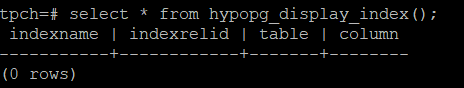 tpch=# select * from hypopg_display_index();
 indexname | indexrelid | table | column
-----------+------------+-------+--------
(0 rows)